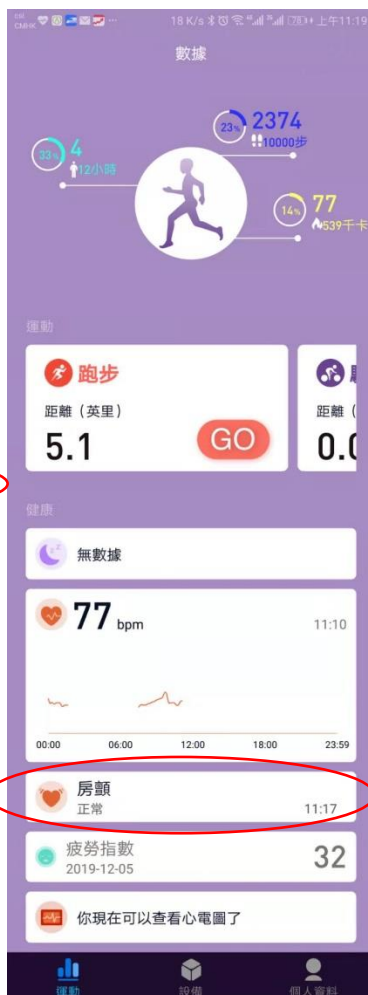 18 K/s 上午11:19
數據
23% 2374
10000步
33% 4
12小時
14% 77
539千卡
運動
跑步
距離（英里）
5.1
GO
距離（
0.0
健康
無數據
77 bpm
11:10
00:00 06:00 12:00 18:00 23:59
房顫
正常
11:17
疲勞指數
2019-12-05
32
你現在可以查看心電圖了
運動 設備 個人資料